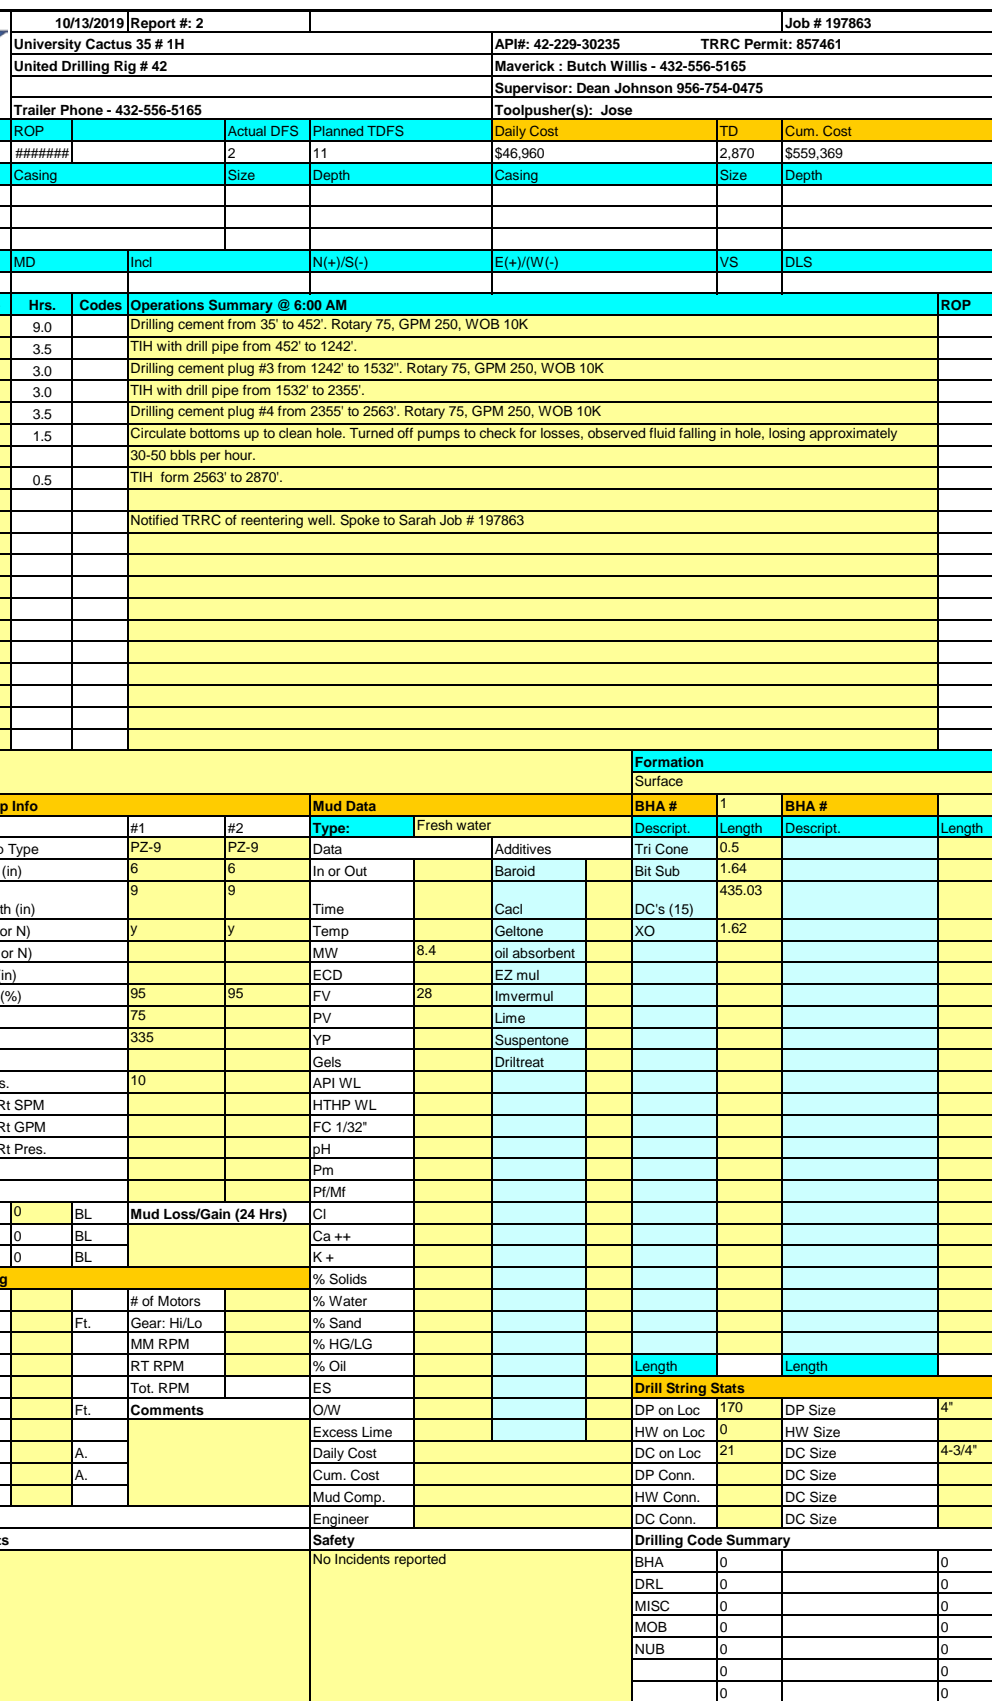 10/13/2019 Report #: 2 Job # 197863
University Cactus 35 # 1H API#: 42-229-30235 TRRC Permit: 857461
United Drilling Rig # 42 Maverick : Butch Willis - 432-556-5165
Supervisor: Dean Johnson 956-754-0475
Trailer Phone - 432-556-5165 Toolpusher(s): Jose
ROP Actual DFS Planned TDFS Daily Cost TD Cum. Cost
####### 2 11 $46,960 2,870 $559,369
Casing Size Depth Casing Size Depth
MD Incl N(+)/S(-) E(+)/(W(-) VS DLS
Hrs. Codes Operations Summary @ 6:00 AM ROP
9.0 Drilling cement from 35' to 452'. Rotary 75, GPM 250, WOB 10K
3.5 TIH with drill pipe from 452' to 1242'.
3.0 Drilling cement plug #3 from 1242' to 1532''. Rotary 75, GPM 250, WOB 10K
3.0 TIH with drill pipe from 1532' to 2355'.
3.5 Drilling cement plug #4 from 2355' to 2563'. Rotary 75, GPM 250, WOB 10K
1.5 Circulate bottoms up to clean hole. Turned off pumps to check for losses, observed fluid falling in hole, losing approximately
30-50 bbls per hour.
0.5 TIH form 2563' to 2870'.
Notified TRRC of reentering well. Spoke to Sarah Job # 197863
Formation
Surface
p Info Mud Data BHA # 1 BHA #
#1 #2 Type: Fresh water Descript. Length Descript. Length
o Type PZ-9 PZ-9 Data Additives Tri Cone 0.5
(in) 6 6 In or Out Baroid Bit Sub 1.64
th (in) 9 9 Time Cacl DC's (15) 435.03
or N) y y Temp Geltone XO 1.62
or N) MW 8.4 oil absorbent
in) ECD EZ mul
(%) 95 95 FV 28 Imvermul
75 PV Lime
335 YP Suspentone
Gels Driltreat
s. 10 API WL
Rt SPM HTHP WL
Rt GPM FC 1/32"
Rt Pres. pH
Pm
Pf/Mf
0 BL Mud Loss/Gain (24 Hrs) Cl
0 BL Ca ++
0 BL K +
g % Solids
# of Motors % Water
Ft. Gear: Hi/Lo % Sand
MM RPM % HG/LG
RT RPM % Oil Length Length
Tot. RPM ES Drill String Stats
Ft. Comments O/W DP on Loc 170 DP Size 4"
Excess Lime HW on Loc 0 HW Size
A. Daily Cost DC on Loc 21 DC Size 4-3/4"
A. Cum. Cost DP Conn. DC Size
Mud Comp. HW Conn. DC Size
Engineer DC Conn. DC Size
ts Safety Drilling Code Summary
No Incidents reported BHA 0 0
DRL 0 0
MISC 0 0
MOB 0 0
NUB 0 0
0 0
0 0